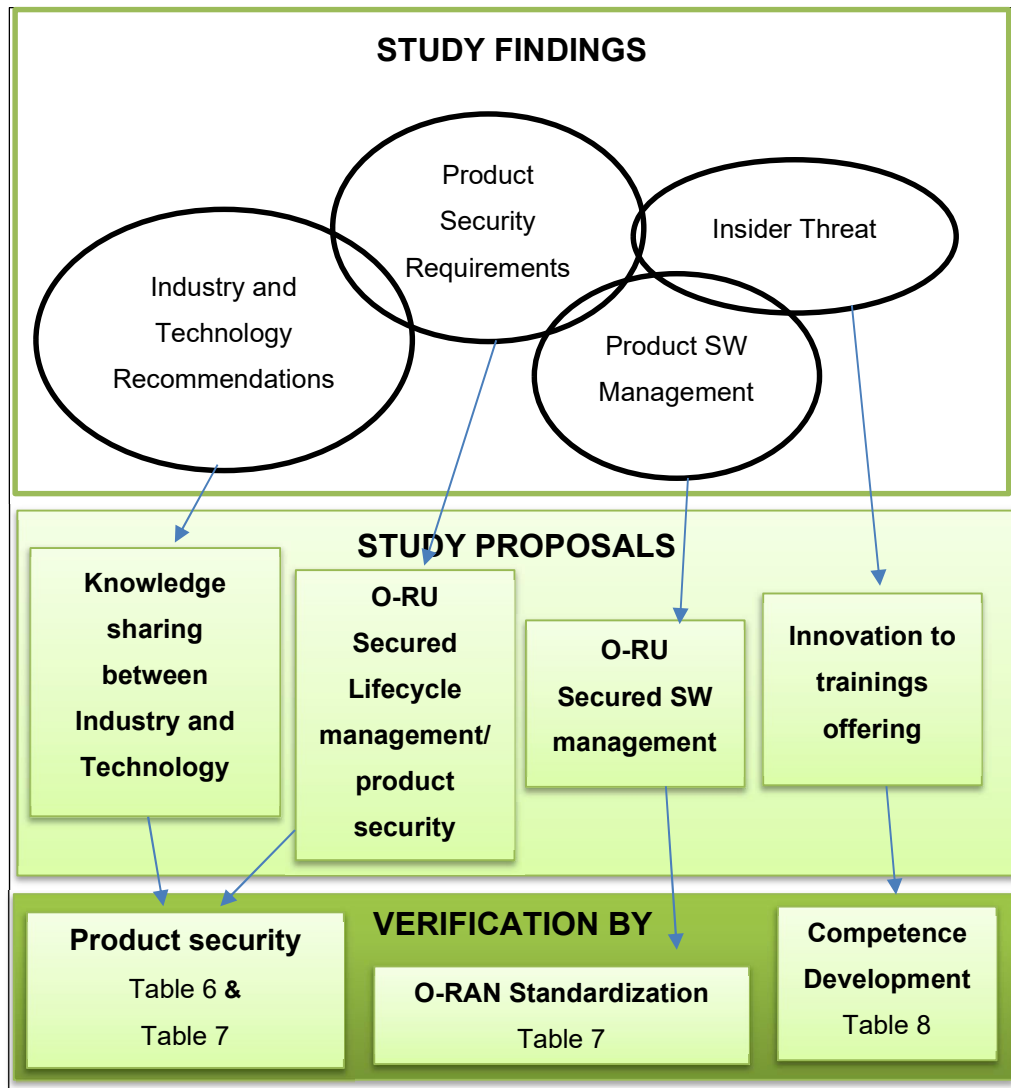 STUDY FINDINGS
Industry and
Technology
Recommendations
Product
Security
Requirements
Product SW
Management
Insider Threat
STUDY PROPOSALS
Knowledge
sharing
between
Industry and
Technology
O-RU
Secured
Lifecycle
management/
product
security
O-RU
Secured SW
management
Innovation to
trainings
offering
VERIFICATION BY
Product security
Table 6 &
Table 7
O-RAN Standardization
Table 7
Competence
Development
Table 8